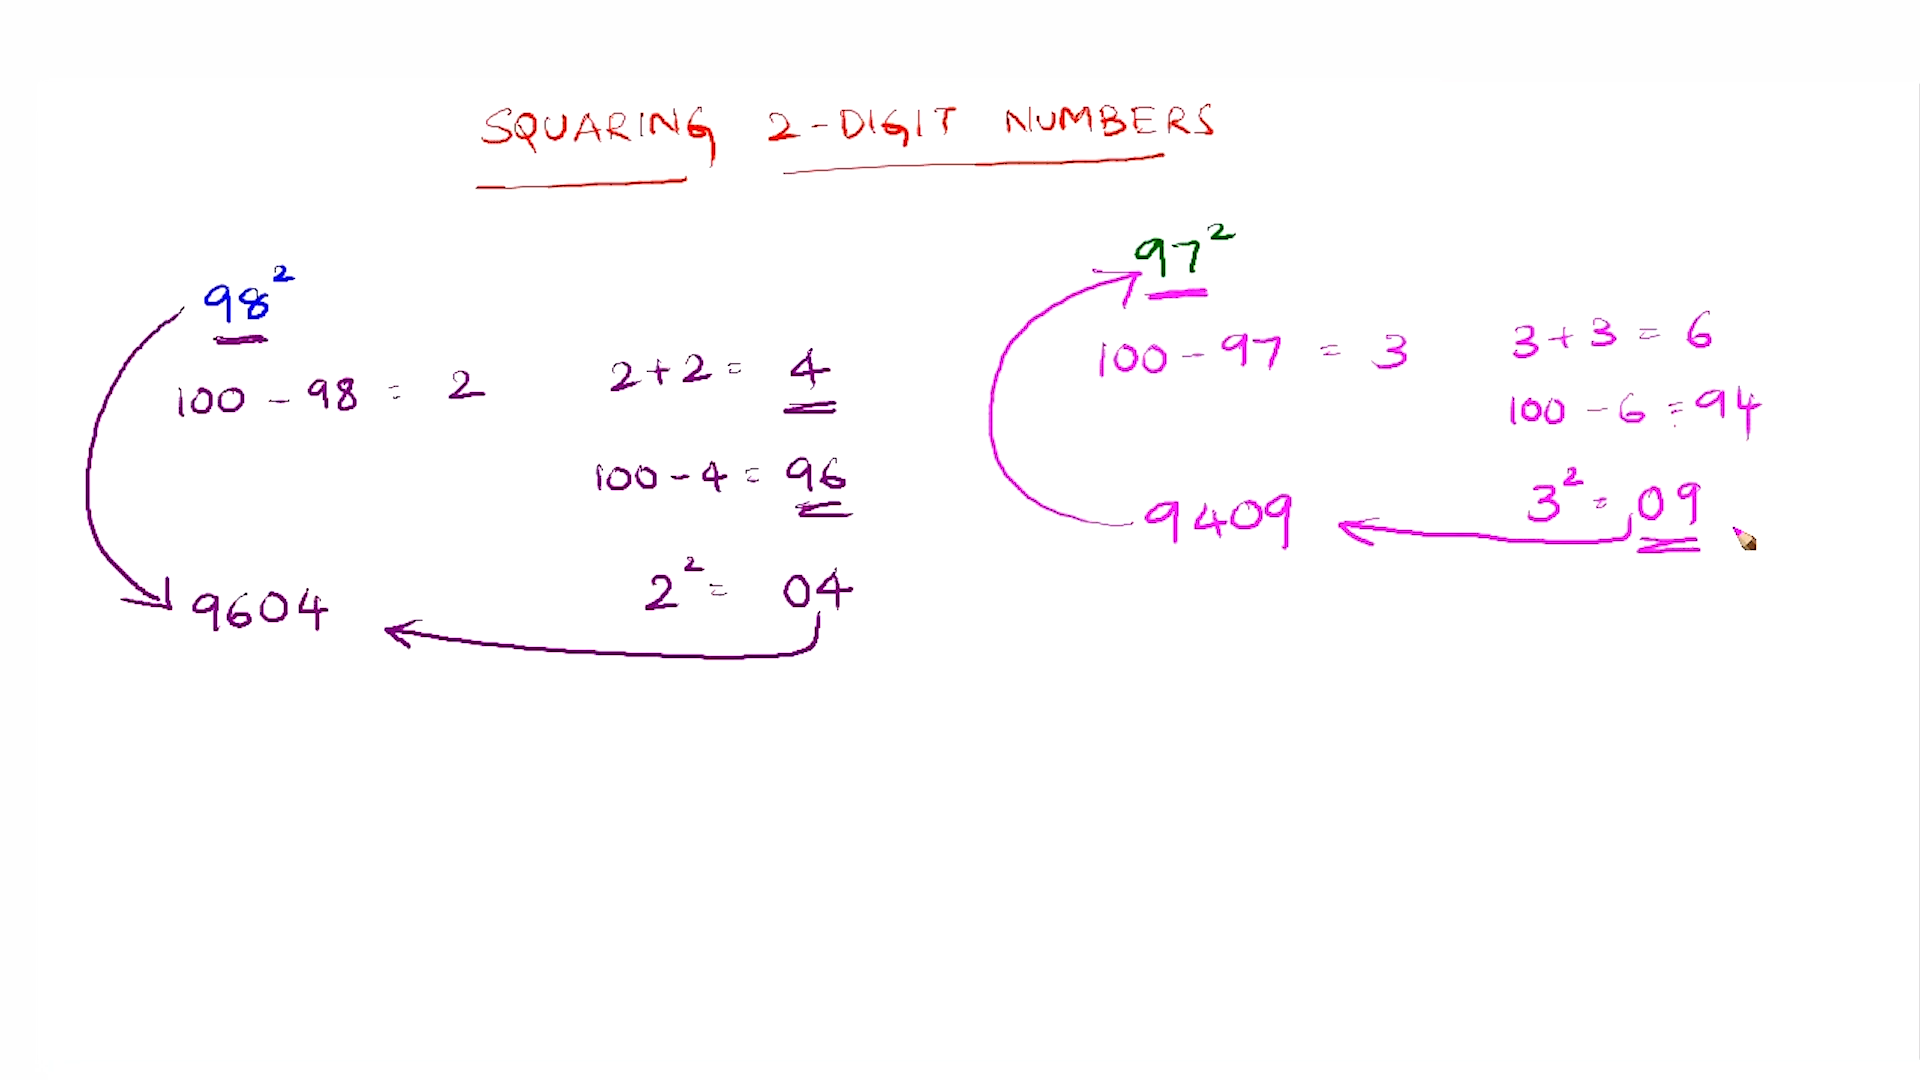 SQUARING 2-DIGIT NUMBERS
98²
100 - 98 = 2
2+2 = 4
100 - 4 = 96
2² = 04
9604
97²
100 - 97 = 3
3+3 = 6
100 - 6 = 94
3² = 09
9409